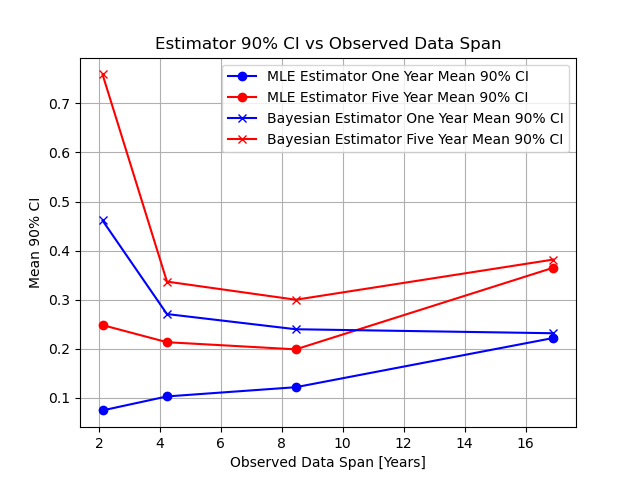 Estimator 90% CI vs Observed Data Span
MLE Estimator One Year Mean 90% CI
MLE Estimator Five Year Mean 90% CI
Bayesian Estimator One Year Mean 90% CI
Bayesian Estimator Five Year Mean 90% CI
Mean 90% CI
0.7
0.6
0.5
0.4
0.3
0.2
0.1
2 4 6 8 10 12 14 16
Observed Data Span [Years]